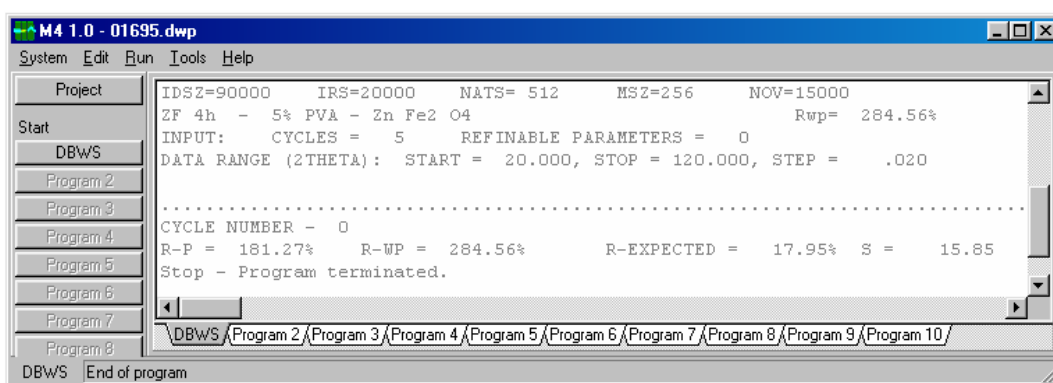 M4 1.0 - 01695.dwp
System Edit Run Tools Help
Project
Start
DBWS
Program 2
Program 3
Program 4
Program 5
Program 6
Program 7
Program 8
IDSZ=90000 IRS=20000 NATS= 512 MSZ=256 NOV=15000
ZF 4h - 5% PVA - Zn Fe2 O4 Rwp= 284.56%
INPUT: CYCLES = 5 REFINABLE PARAMETERS = 0
DATA RANGE (2THETA): START = 20.000, STOP = 120.000, STEP = .020
................................................................................
CYCLE NUMBER - 0
R-P = 181.27% R-WP = 284.56% R-EXPECTED = 17.95% S = 15.85
Stop - Program terminated.
DBWS Program 2 Program 3 Program 4 Program 5 Program 6 Program 7 Program 8 Program 9 Program 10
DBWS End of program